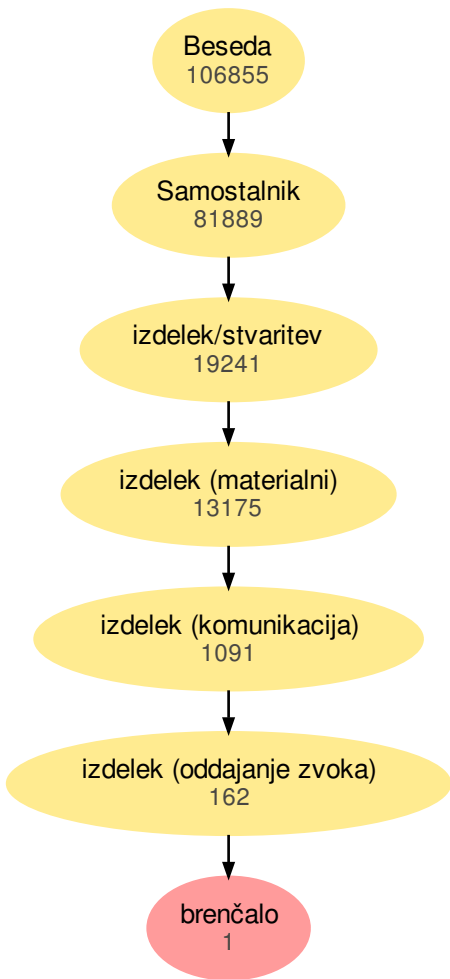 Beseda
106855
Samostalnik
81889
izdelek/stvaritev
19241
izdelek (materialni)
13175
izdelek (komunikacija)
1091
izdelek (oddajanje zvoka)
162
brenčalo
1